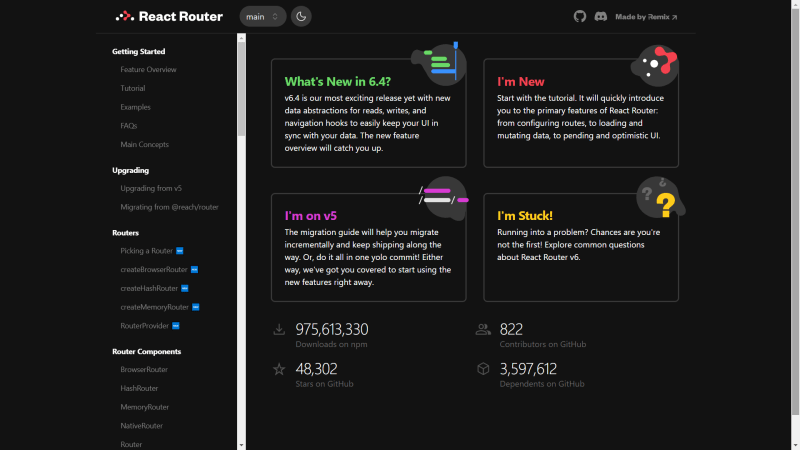 React Router
main
Made by Remix
Getting Started
Feature Overview
Tutorial
Examples
FAQs
Main Concepts
Upgrading
Upgrading from v5
Migrating from @reach/router
Routers
Picking a Router
createBrowserRouter
createHashRouter
createMemoryRouter
RouterProvider
Router Components
BrowserRouter
HashRouter
MemoryRouter
NativeRouter
Router
What's New in 6.4?
v6.4 is our most exciting release yet with new
data abstractions for reads, writes, and
navigation hooks to easily keep your UI in
sync with your data. The new feature
overview will catch you up.
I'm New
Start with the tutorial. It will quickly introduce
you to the primary features of React Router:
from configuring routes, to loading and
mutating data, to pending and optimistic UI.
I'm on v5
The migration guide will help you migrate
incrementally and keep shipping along the
way. Or, do it all in one yolo commit! Either
way, we've got you covered to start using the
new features right away.
I'm Stuck!
Running into a problem? Chances are you're
not the first! Explore common questions
about React Router v6.
975,613,330
Downloads on npm
822
Contributors on GitHub
48,302
Stars on GitHub
3,597,612
Dependents on GitHub